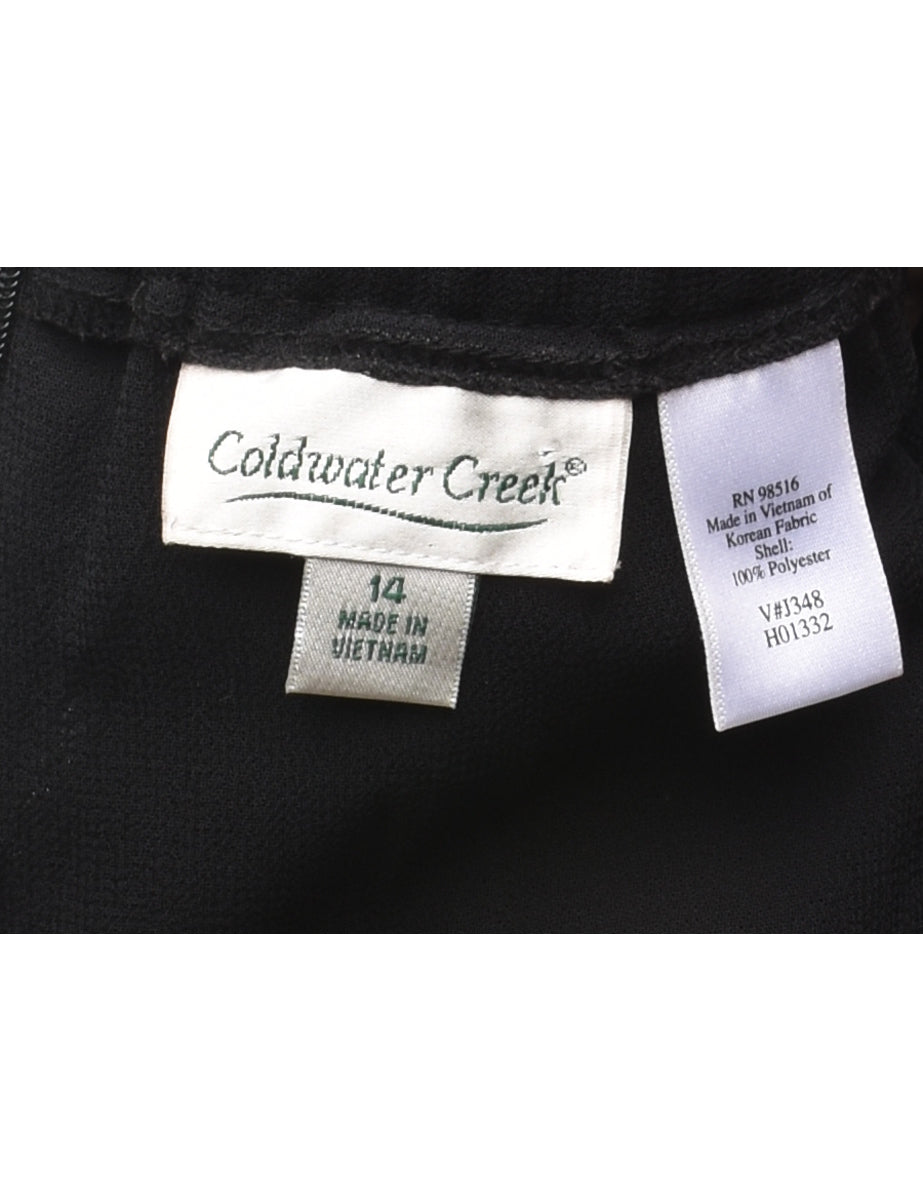 Coldwater Creek®
14
MADE IN
VIETNAM
RN 98516
Made in Vietnam of
Korean Fabric
Shell:
100% Polyester
V#J348
H01332